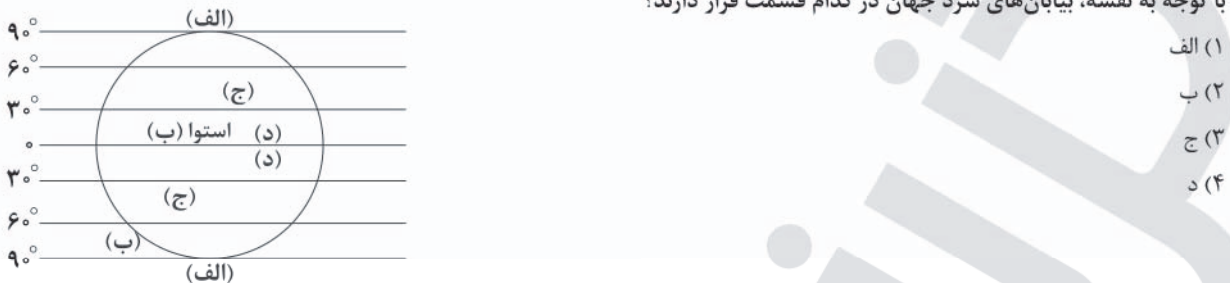 با توجه به نقشه، بیابان‌های سرد جهان در کدام قسمت قرار دارند؟
۱) الف
۲) ب
۳) ج
۴) د
(الف)
۹۰°
۶۰°
(ج)
۳۰°
استوا (ب) (د)
۰
(د)
۳۰°
(ج)
۶۰°
(ب)
۹۰°
(الف)